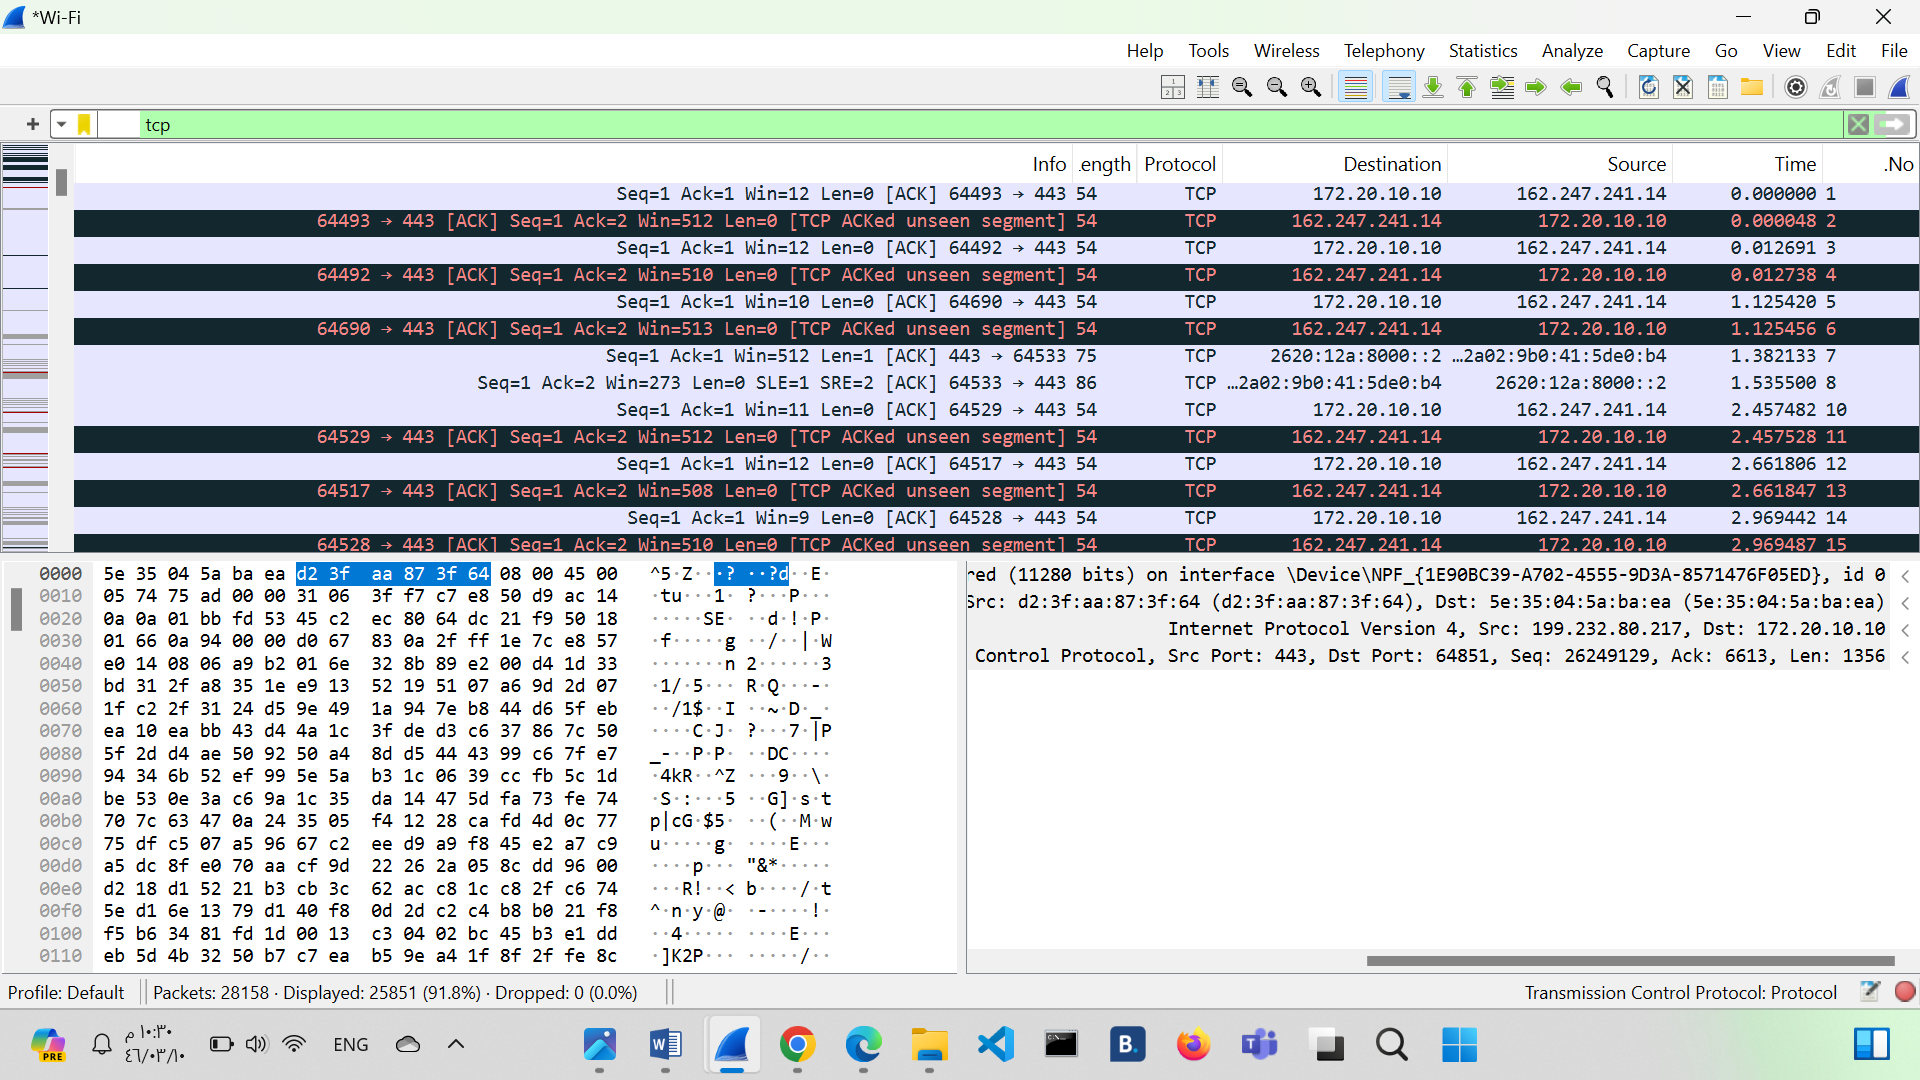 *Wi-Fi
Help Tools Wireless Telephony Statistics Analyze Capture Go View Edit File
tcp
Info .ength Protocol Destination Source Time .No
Seq=1 Ack=1 Win=12 Len=0 [ACK] 64493 → 443 54 TCP 172.20.10.10 162.247.241.14 0.000000 1
64493 → 443 [ACK] Seq=1 Ack=2 Win=512 Len=0 [TCP ACKed unseen segment] 54 TCP 162.247.241.14 172.20.10.10 0.000048 2
Seq=1 Ack=1 Win=12 Len=0 [ACK] 64492 → 443 54 TCP 172.20.10.10 162.247.241.14 0.012691 3
64492 → 443 [ACK] Seq=1 Ack=2 Win=510 Len=0 [TCP ACKed unseen segment] 54 TCP 162.247.241.14 172.20.10.10 0.012738 4
Seq=1 Ack=1 Win=10 Len=0 [ACK] 64690 → 443 54 TCP 172.20.10.10 162.247.241.14 1.125420 5
64690 → 443 [ACK] Seq=1 Ack=2 Win=513 Len=0 [TCP ACKed unseen segment] 54 TCP 162.247.241.14 172.20.10.10 1.125456 6
Seq=1 Ack=1 Win=512 Len=1 [ACK] 443 → 64533 75 TCP 2620:12a:8000::2 …2a02:9b0:41:5de0:b4 1.382133 7
Seq=1 Ack=2 Win=273 Len=0 SLE=1 SRE=2 [ACK] 64533 → 443 86 TCP …2a02:9b0:41:5de0:b4 2620:12a:8000::2 1.535500 8
Seq=1 Ack=1 Win=11 Len=0 [ACK] 64529 → 443 54 TCP 172.20.10.10 162.247.241.14 2.457482 10
64529 → 443 [ACK] Seq=1 Ack=2 Win=512 Len=0 [TCP ACKed unseen segment] 54 TCP 162.247.241.14 172.20.10.10 2.457528 11
Seq=1 Ack=1 Win=12 Len=0 [ACK] 64517 → 443 54 TCP 172.20.10.10 162.247.241.14 2.661806 12
64517 → 443 [ACK] Seq=1 Ack=2 Win=508 Len=0 [TCP ACKed unseen segment] 54 TCP 162.247.241.14 172.20.10.10 2.661847 13
Seq=1 Ack=1 Win=9 Len=0 [ACK] 64528 → 443 54 TCP 172.20.10.10 162.247.241.14 2.969442 14
64528 → 443 [ACK] Seq=1 Ack=2 Win=510 Len=0 [TCP ACKed unseen segment] 54 TCP 162.247.241.14 172.20.10.10 2.969487 15
0000 5e 35 04 5a ba ea d2 3f aa 87 3f 64 08 00 45 00 ^5·Z···? ··?d··E·
0010 05 74 75 ad 00 00 31 06 3f f7 c7 e8 50 d9 ac 14 ·tu···1· ?···P···
0020 0a 0a 01 bb fd 53 45 c2 ec 80 64 dc 21 f9 50 18 ·····SE· ··d·!·P·
0030 01 66 0a 94 00 00 d0 67 83 0a 2f ff 1e 7c e8 57 ·f·····g ··/··|·W
0040 e0 14 08 06 a9 b2 01 6e 32 8b 89 e2 00 d4 1d 33 ·······n 2······3
0050 bd 31 2f a8 35 1e e9 13 52 19 51 07 a6 9d 2d 07 ·1/·5··· R·Q···-·
0060 1f c2 2f 31 24 d5 9e 49 1a 94 7e b8 44 d6 5f eb ··/1$··I ··~·D·_·
0070 ea 10 ea bb 43 d4 4a 1c 3f de d3 c6 37 86 7c 50 ····C·J· ?···7·|P
0080 5f 2d d4 ae 50 92 50 a4 8d d5 44 43 99 c6 7f e7 _-··P·P· ··DC····
0090 94 34 6b 52 ef 99 5e 5a b3 1c 06 39 cc fb 5c 1d ·4kR··^Z ···9··\·
00a0 be 53 0e 3a c6 9a 1c 35 da 14 47 5d fa 73 fe 74 ·S·:···5 ··G]·s·t
00b0 70 7c 63 47 0a 24 35 05 f4 12 28 ca fd 4d 0c 77 p|cG·$5· ··(··M·w
00c0 75 df c5 07 a5 96 67 c2 ee d9 a9 f8 45 e2 a7 c9 u·····g· ····E···
00d0 a5 dc 8f e0 70 aa cf 9d 22 26 2a 05 8c dd 96 00 ····p··· "&*·····
00e0 d2 18 d1 52 21 b3 cb 3c 62 ac c8 1c c8 2f c6 74 ···R!··< b····/·t
00f0 5e d1 6e 13 79 d1 40 f8 0d 2d c2 c4 b8 b0 21 f8 ^·n·y·@· ·-····!·
0100 f5 b6 34 81 fd 1d 00 13 c3 04 02 bc 45 b3 e1 dd ··4····· ····E···
0110 eb 5d 4b 32 50 b7 c7 ea b5 9e a4 1f 8f 2f fe 8c ·]K2P··· ·····/··
red (11280 bits) on interface \Device\NPF_{1E90BC39-A702-4555-9D3A-8571476F05ED}, id 0
Src: d2:3f:aa:87:3f:64 (d2:3f:aa:87:3f:64), Dst: 5e:35:04:5a:ba:ea (5e:35:04:5a:ba:ea)
Internet Protocol Version 4, Src: 199.232.80.217, Dst: 172.20.10.10
Control Protocol, Src Port: 443, Dst Port: 64851, Seq: 26249129, Ack: 6613, Len: 1356
Profile: Default Packets: 28158 · Displayed: 25851 (91.8%) · Dropped: 0 (0.0%) Transmission Control Protocol: Protocol
PRE ١٠:٣٠ م ENG B.
٤٦/٠٣/١٠